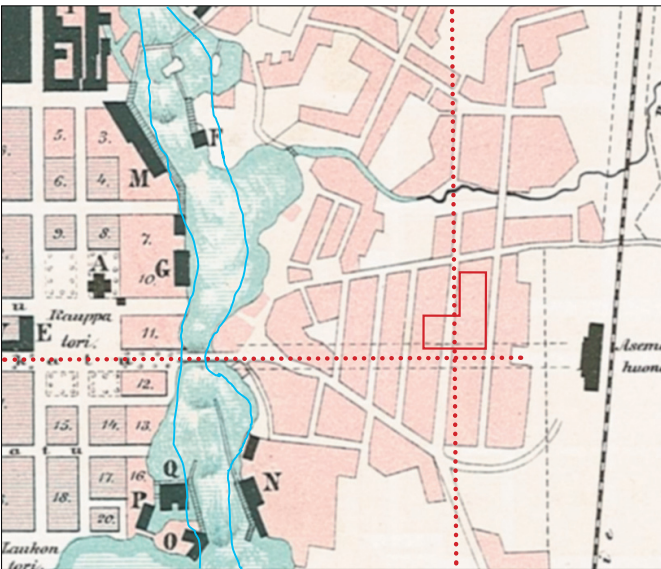 5.
3.
F
6.
4.
M
9.
8.
7.
A
10.
G
u
Kauppa
E
tori.
11.
Asema
huone
12.
15.
14.
13.
a t u
Q
17.
16.
N
18.
P
20.
O
Laukon
tori.